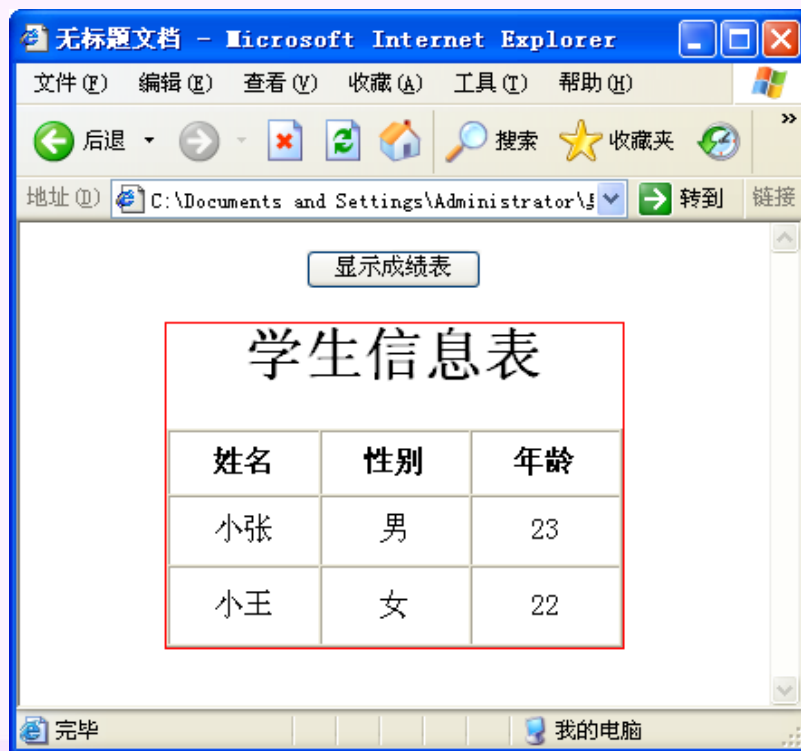 无标题文档 - Microsoft Internet Explorer
文件(F) 编辑(E) 查看(V) 收藏(A) 工具(T) 帮助(H)
后退 搜索 收藏夹 »
地址(D) C:\Documents and Settings\Administrator\ 转到 链接
显示成绩表
学生信息表
姓名 性别 年龄
小张 男 23
小王 女 22
完毕 我的电脑